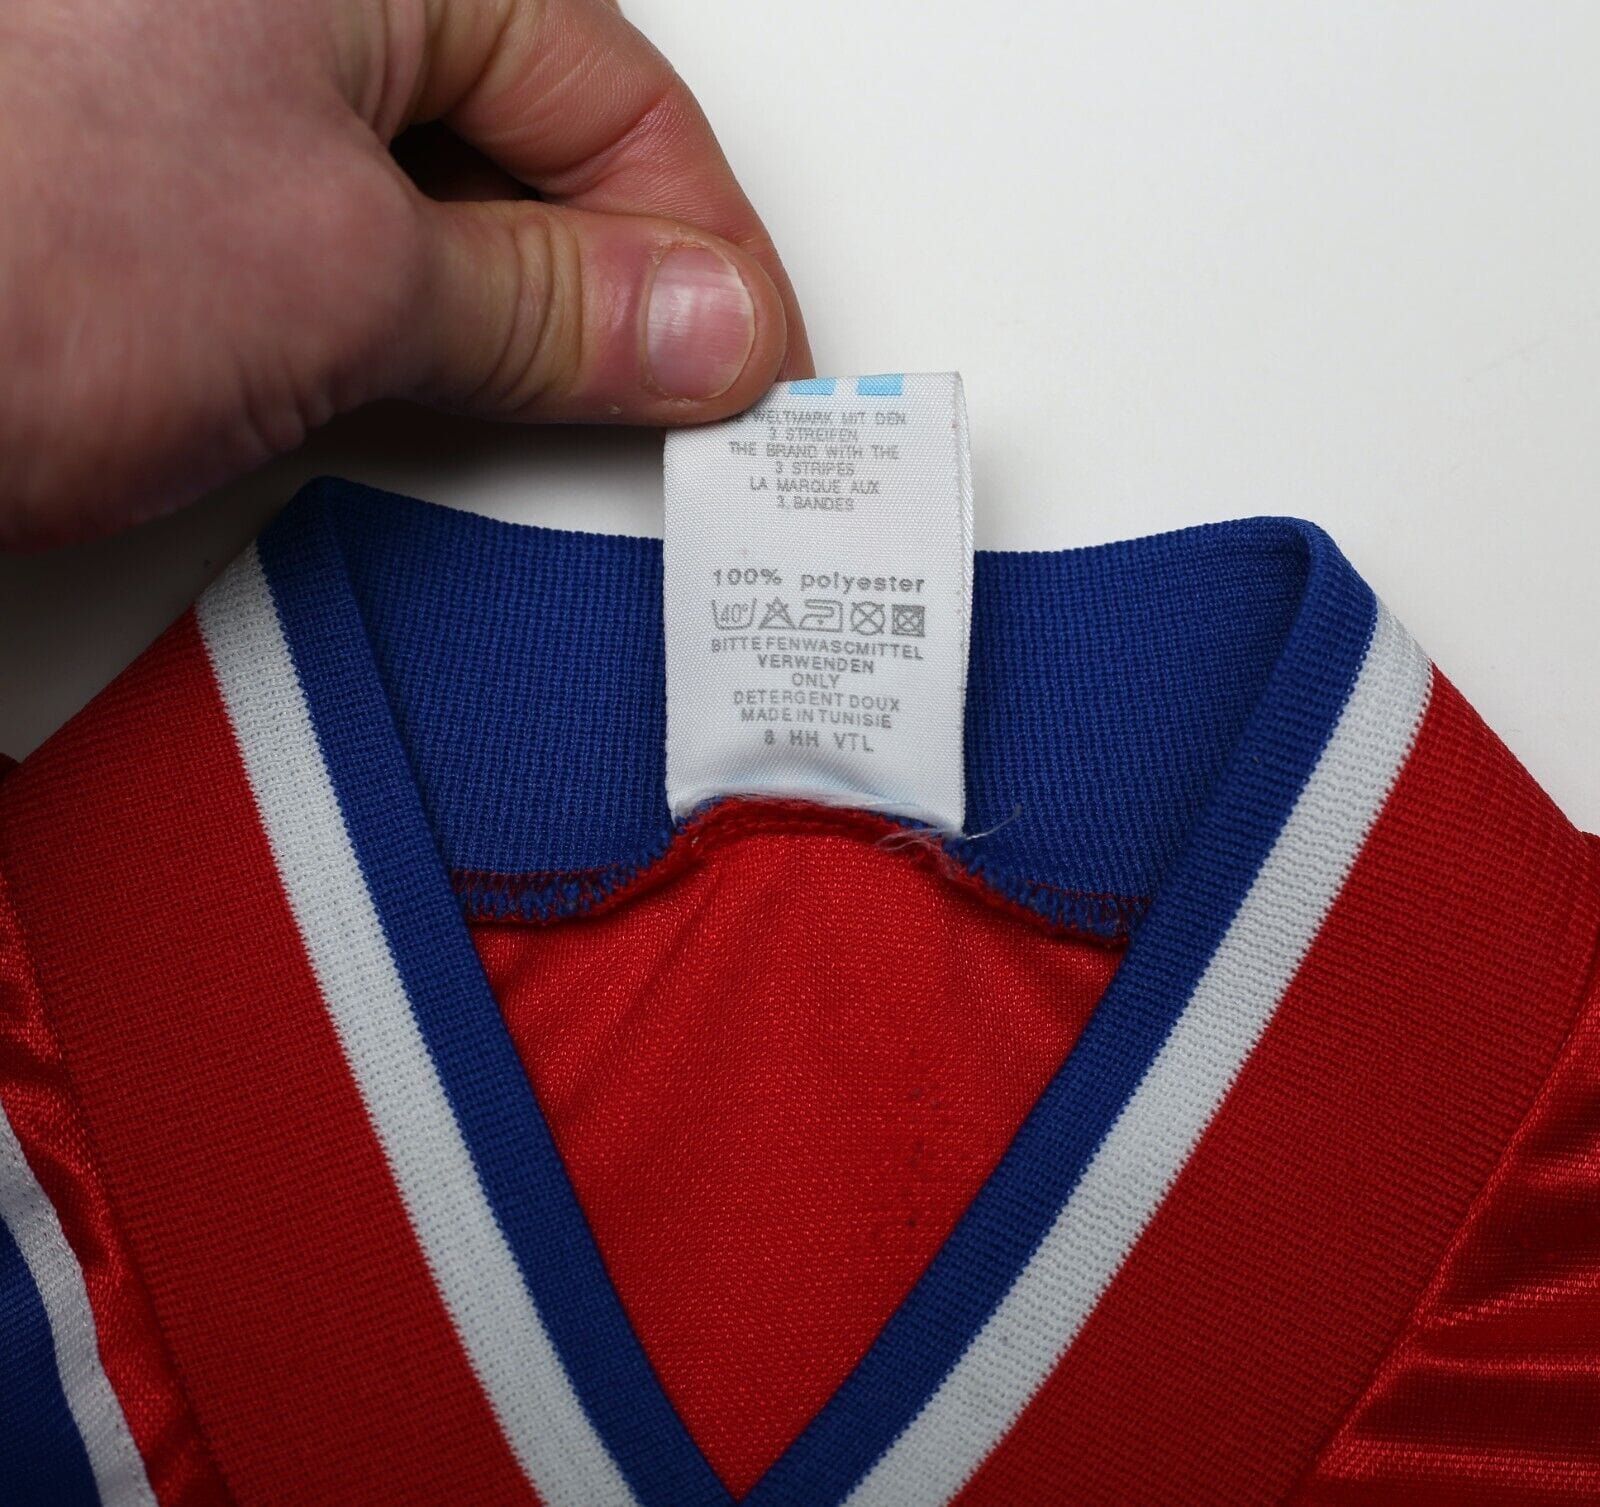 WELTMARK MIT DEN
3 STREIFEN
THE BRAND WITH THE
3 STRIPES
LA MARQUE AUX
3. BANDES
100% polyester
40°
BITTE FENWASCMITTEL
VERWENDEN
ONLY
DETERGENT DOUX
MADE IN TUNISIE
8 HH VTL